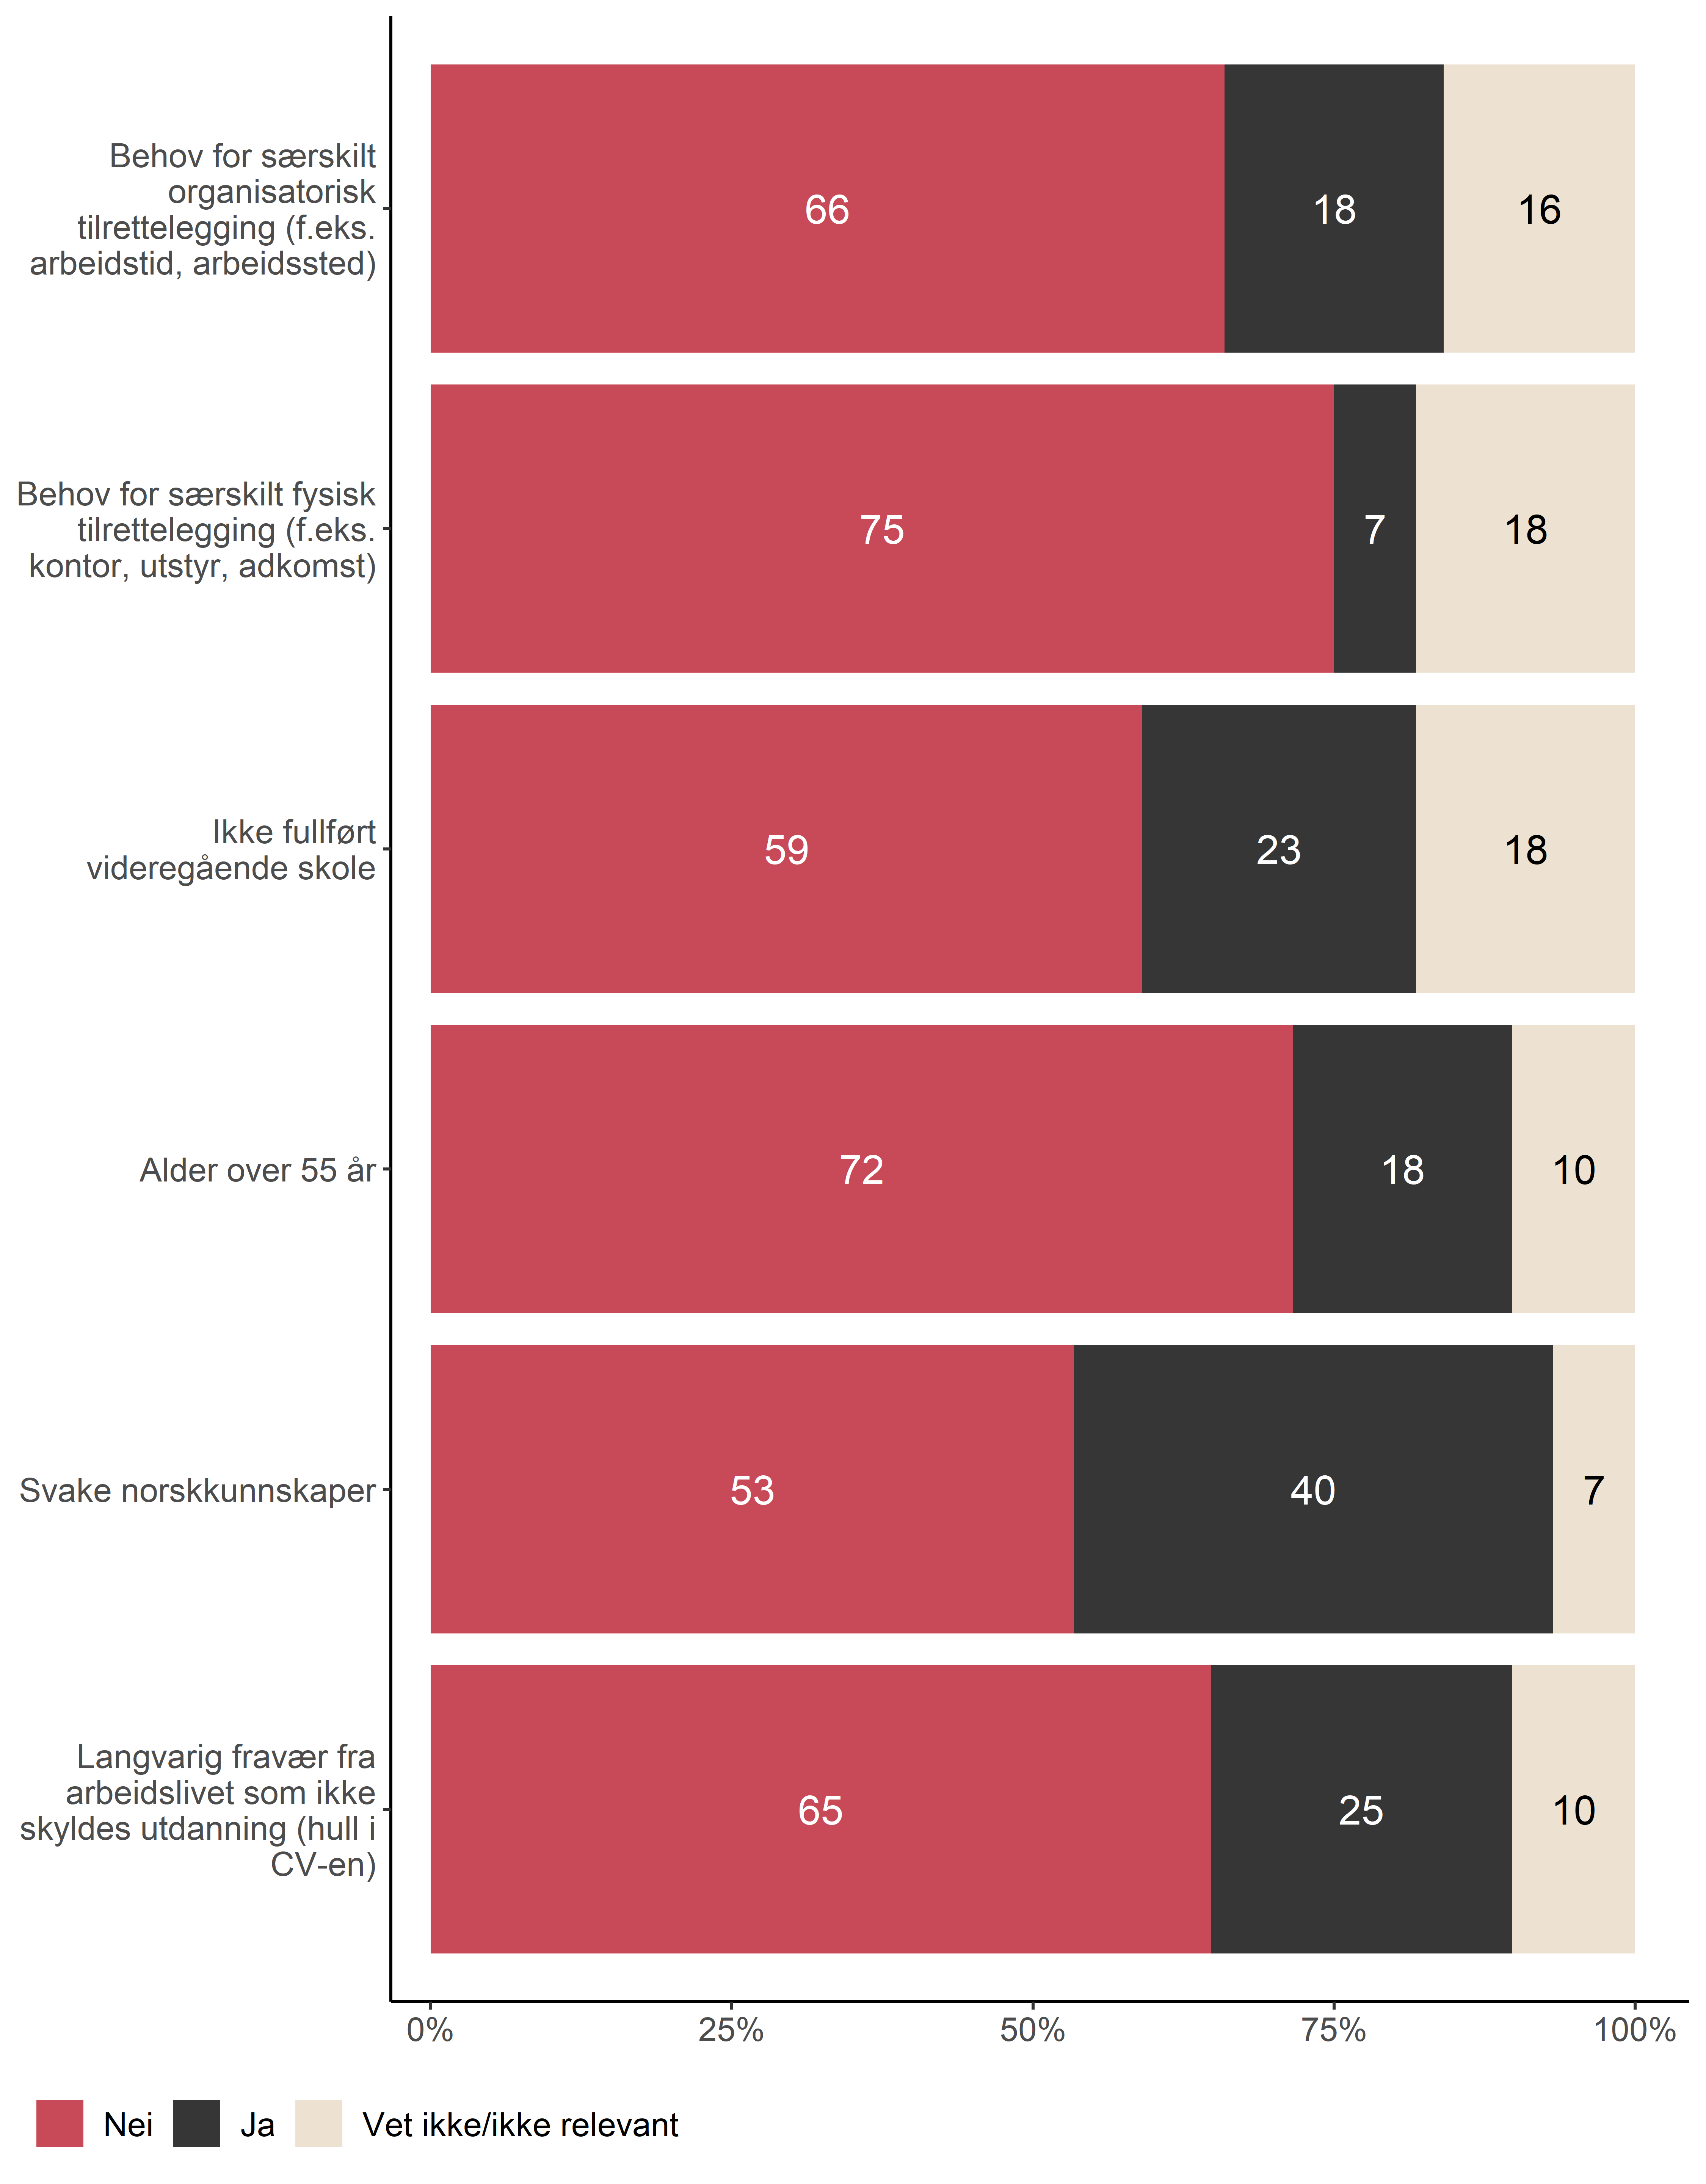 Behov for særskilt
organisatorisk
tilrettelegging (f.eks.
arbeidstid, arbeidssted)
66 18 16
Behov for særskilt fysisk
tilrettelegging (f.eks.
kontor, utstyr, adkomst)
75 7 18
Ikke fullført
videregående skole
59 23 18
Alder over 55 år
72 18 10
Svake norskkunnskaper
53 40 7
Langvarig fravær fra
arbeidslivet som ikke
skyldes utdanning (hull i
CV-en)
65 25 10
0% 25% 50% 75% 100%
Nei Ja Vet ikke/ikke relevant